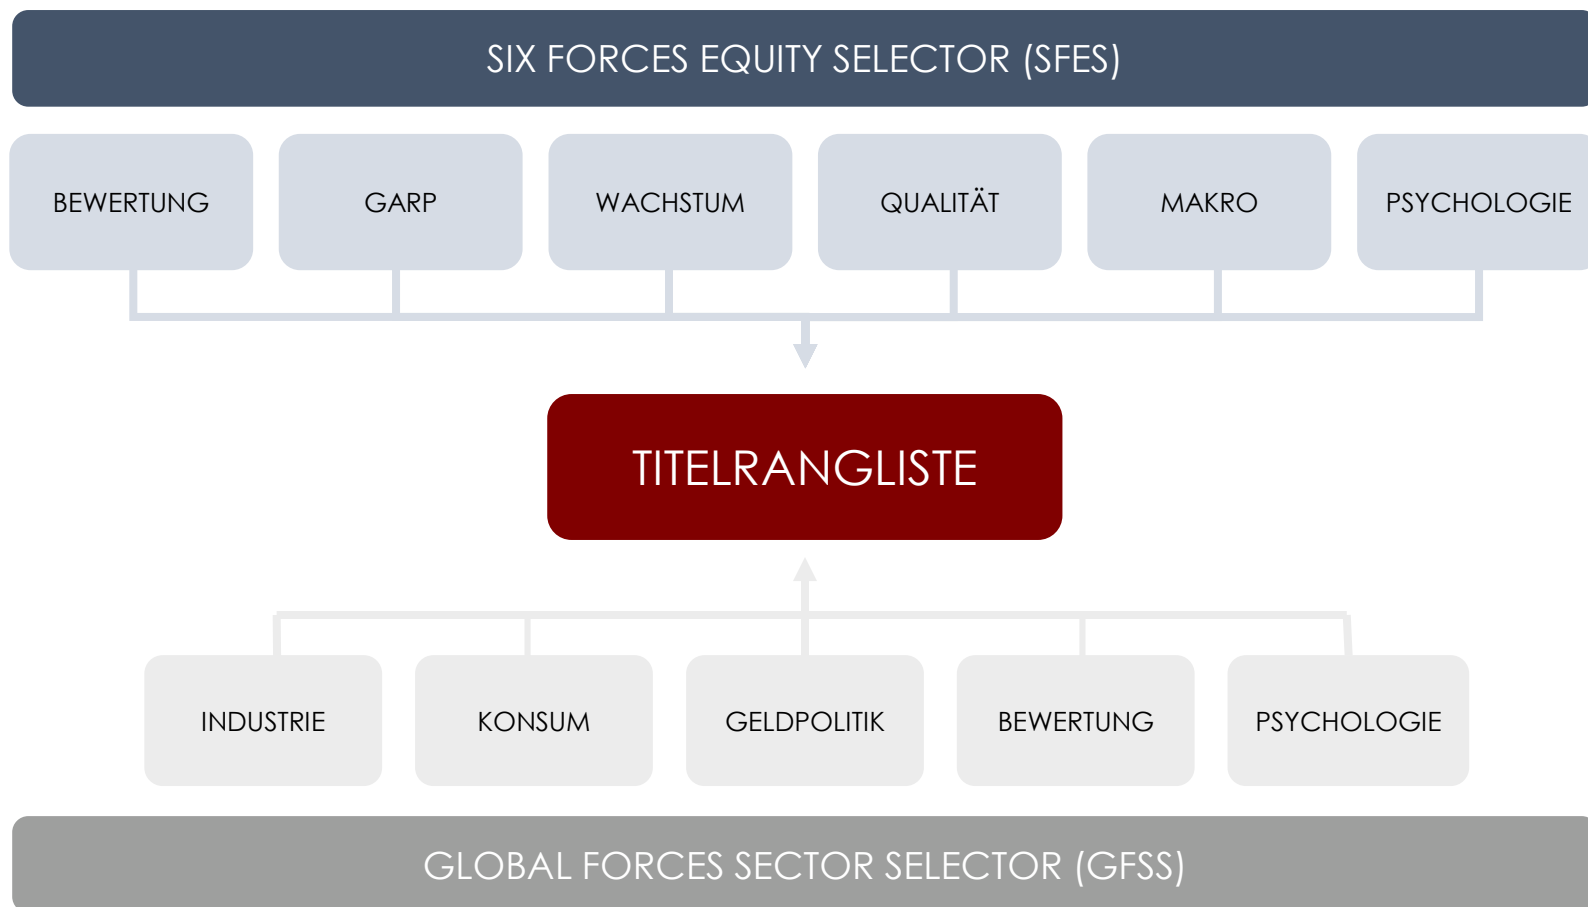 SIX FORCES EQUITY SELECTOR (SFES)
BEWERTUNG
GARP
WACHSTUM
QUALITÄT
MAKRO
PSYCHOLOGIE
TITELRANGLISTE
INDUSTRIE
KONSUM
GELDPOLITIK
BEWERTUNG
PSYCHOLOGIE
GLOBAL FORCES SECTOR SELECTOR (GFSS)